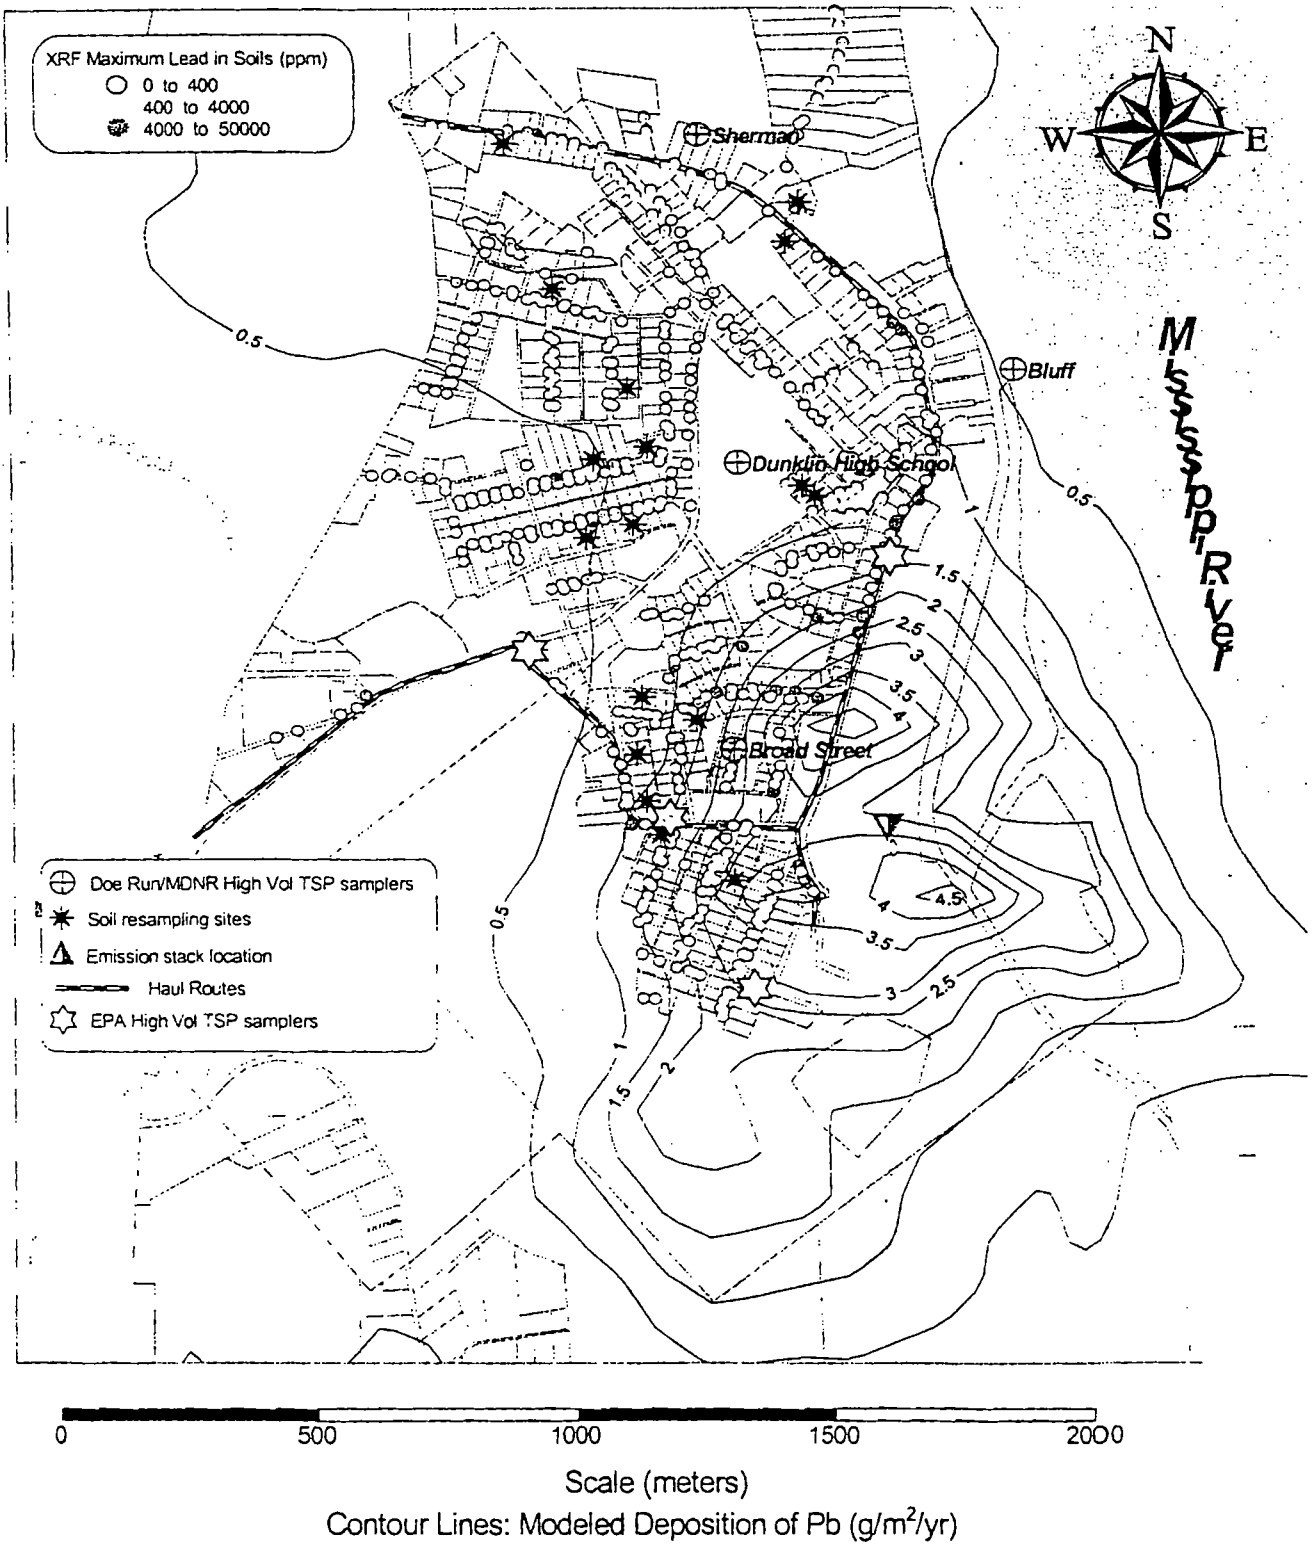 XRF Maximum Lead in Soils (ppm)
0 to 400
400 to 4000
4000 to 50000
N
W
E
S
Sherman
Mississippi River
0.5
Bluff
Dunklin High School
0.5
1
1.5
2
2.5
3
3.5
4
Broad Street
4
4.5
3.5
3
2.5
0.5
1
2
1.5
Doe Run/MDNR High Vol TSP samplers
Soil resampling sites
Emission stack location
Haul Routes
EPA High Vol TSP samplers
0
500
1000
1500
2000
Scale (meters)
Contour Lines: Modeled Deposition of Pb (g/m²/yr)